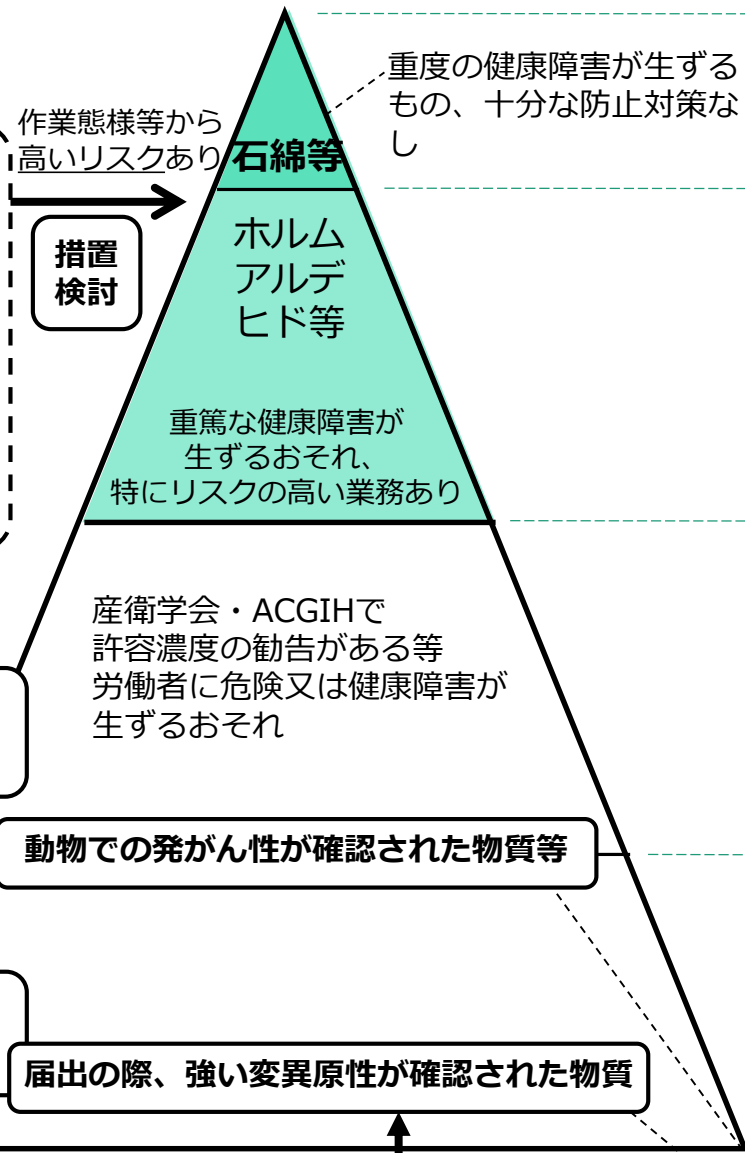 重度の健康障害が生ずる
もの、十分な防止対策な
し
作業態様等から
高いリスクあり
石綿等
措置
検討
ホルム
アルデ
ヒド等
重篤な健康障害が
生ずるおそれ、
特にリスクの高い業務あり
産衛学会・ACGIHで
許容濃度の勧告がある等
労働者に危険又は健康障害が
生ずるおそれ
動物での発がん性が確認された物質等
届出の際、強い変異原性が確認された物質